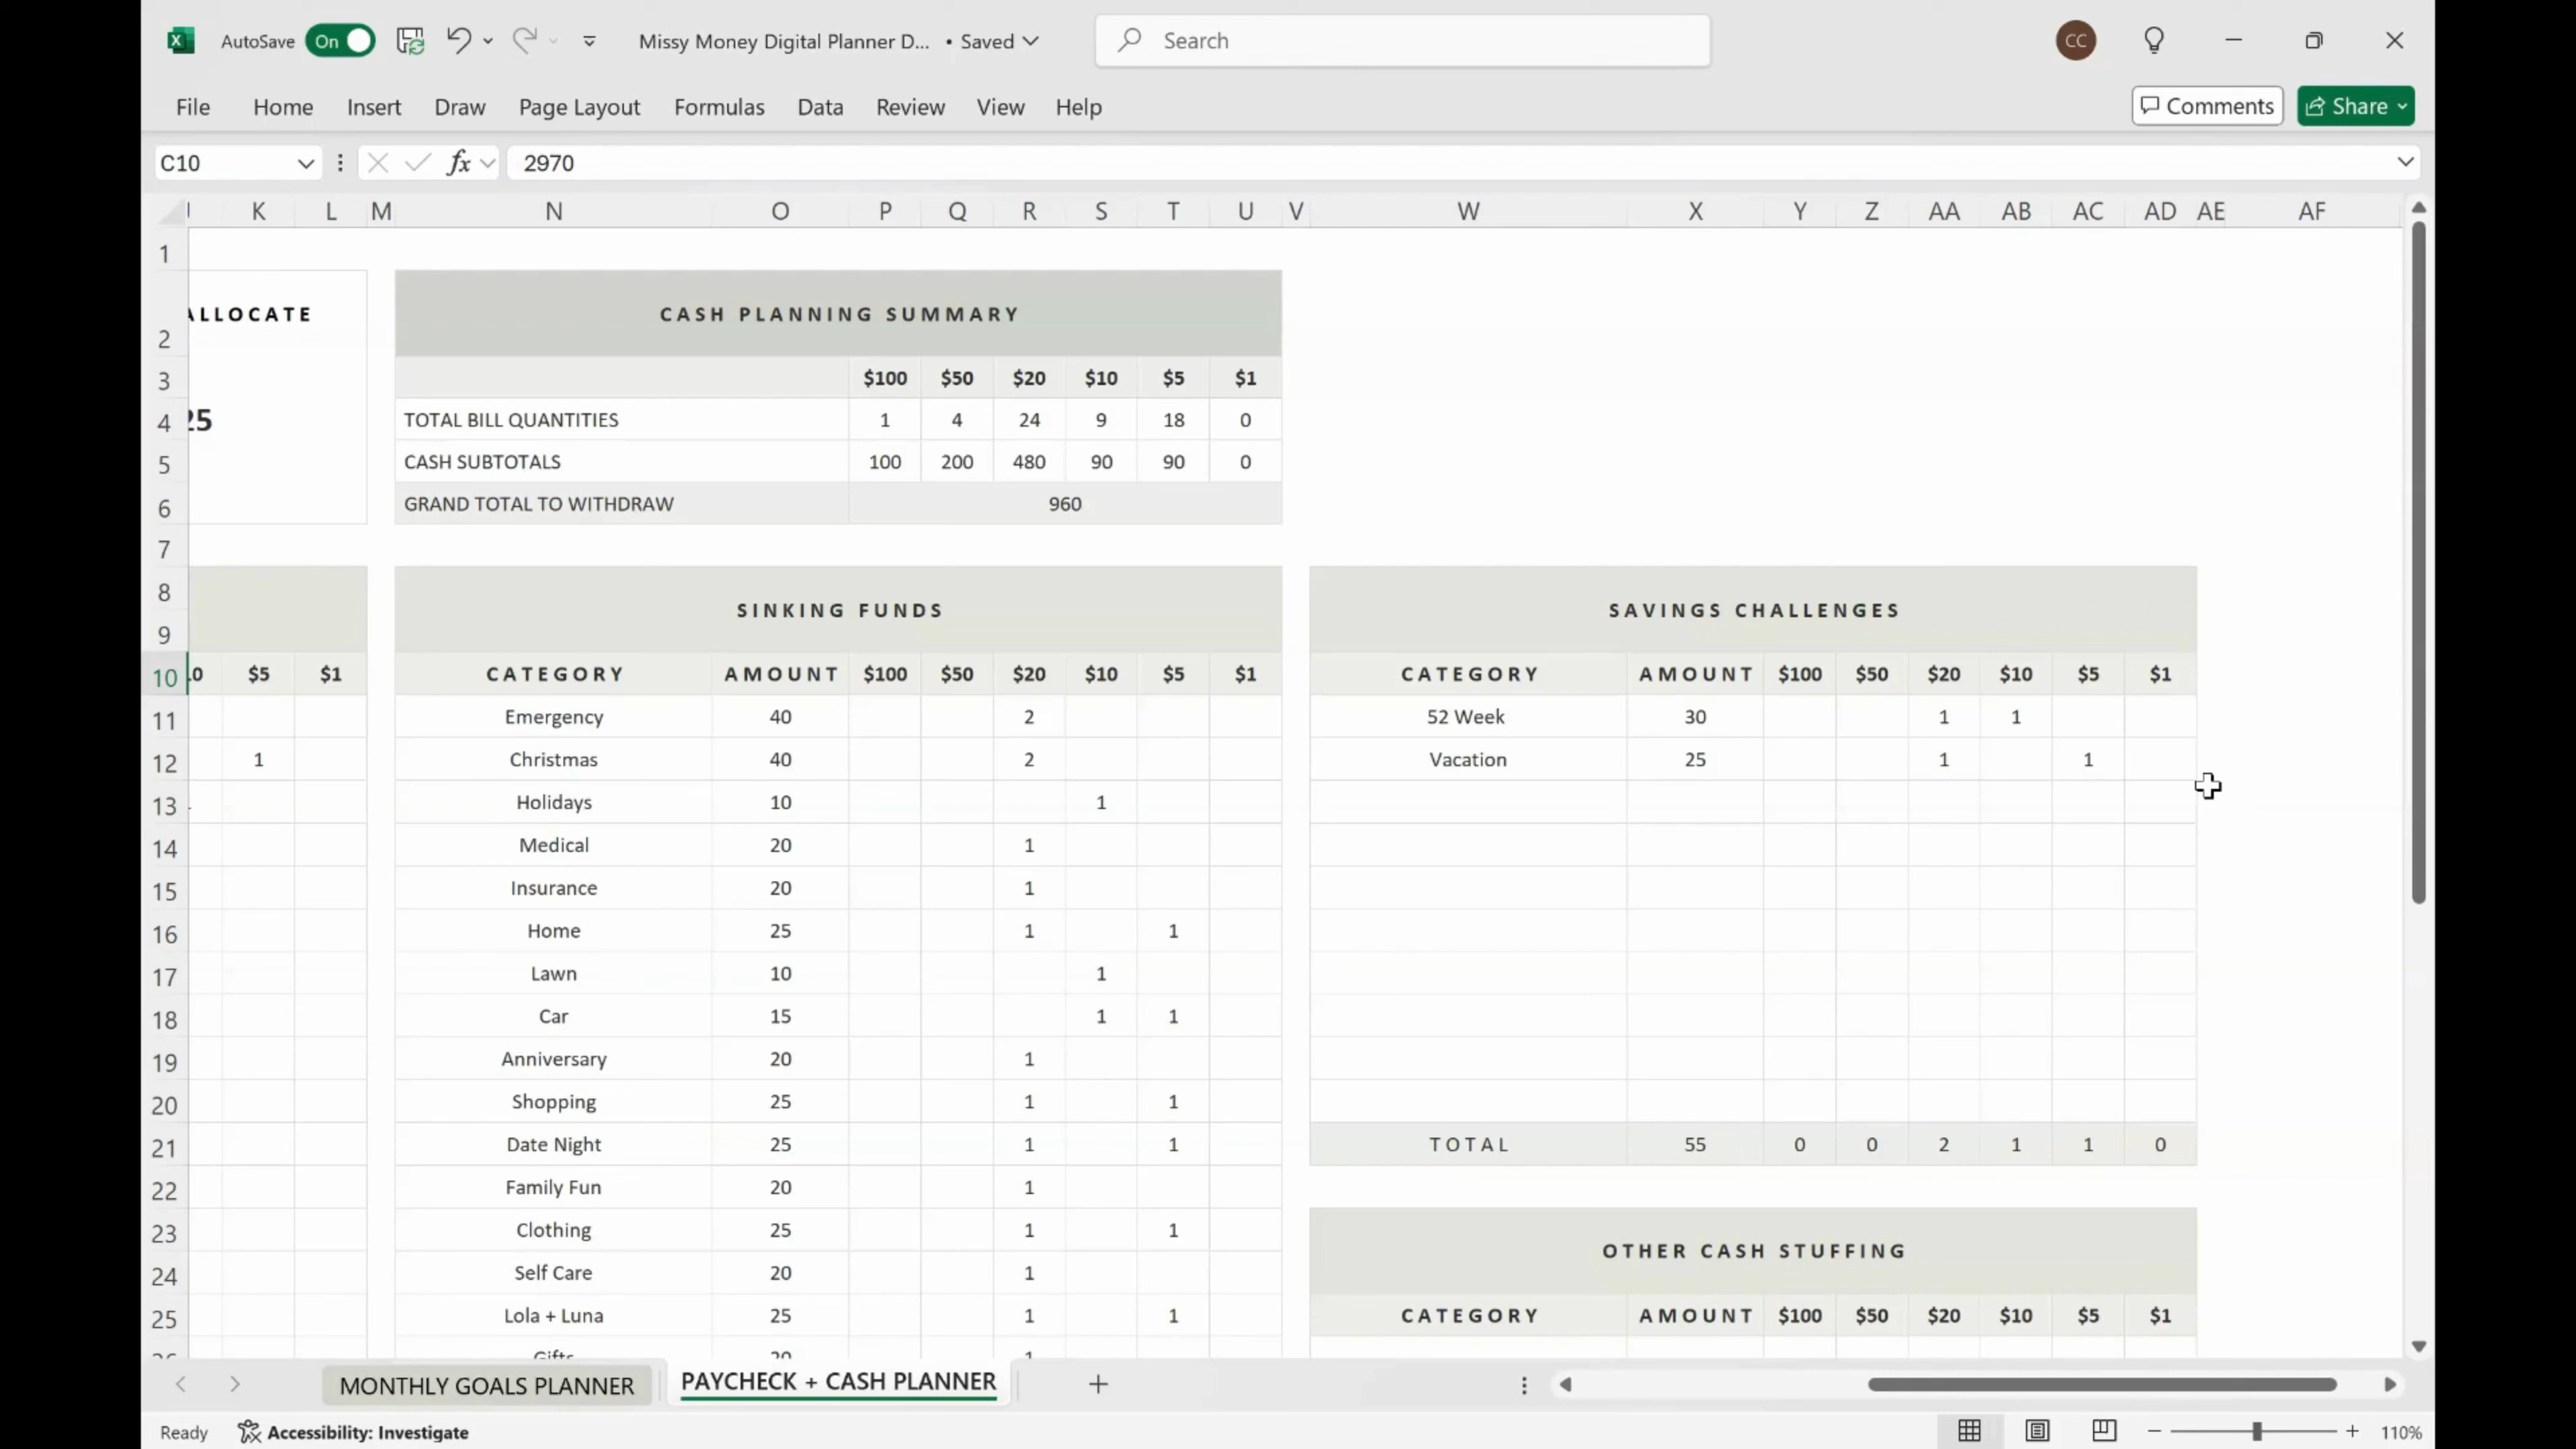 AutoSave On Missy Money Digital Planner D... • Saved Search CC
File Home Insert Draw Page Layout Formulas Data Review View Help Comments Share
C10 fx 2970
K L M N O P Q R S T U V W X Y Z AA AB AC AD AE AF
1
2 ALLOCATE CASH PLANNING SUMMARY
3 $100 $50 $20 $10 $5 $1
4 25 TOTAL BILL QUANTITIES 1 4 24 9 18 0
5 CASH SUBTOTALS 100 200 480 90 90 0
6 GRAND TOTAL TO WITHDRAW 960
7
8
SINKING FUNDS SAVINGS CHALLENGES
9
10 $5 $1 CATEGORY AMOUNT $100 $50 $20 $10 $5 $1 CATEGORY AMOUNT $100 $50 $20 $10 $5 $1
11 Emergency 40 2 52 Week 30 1 1
12 1 Christmas 40 2 Vacation 25 1 1
13 Holidays 10 1
14 Medical 20 1
15 Insurance 20 1
16 Home 25 1 1
17 Lawn 10 1
18 Car 15 1 1
19 Anniversary 20 1
20 Shopping 25 1 1
21 Date Night 25 1 1 TOTAL 55 0 0 2 1 1 0
22 Family Fun 20 1
23 Clothing 25 1 1
OTHER CASH STUFFING
24 Self Care 20 1
25 Lola + Luna 25 1 1 CATEGORY AMOUNT $100 $50 $20 $10 $5 $1
26 Gifts 20 1
MONTHLY GOALS PLANNER PAYCHECK + CASH PLANNER
Ready Accessibility: Investigate 110%